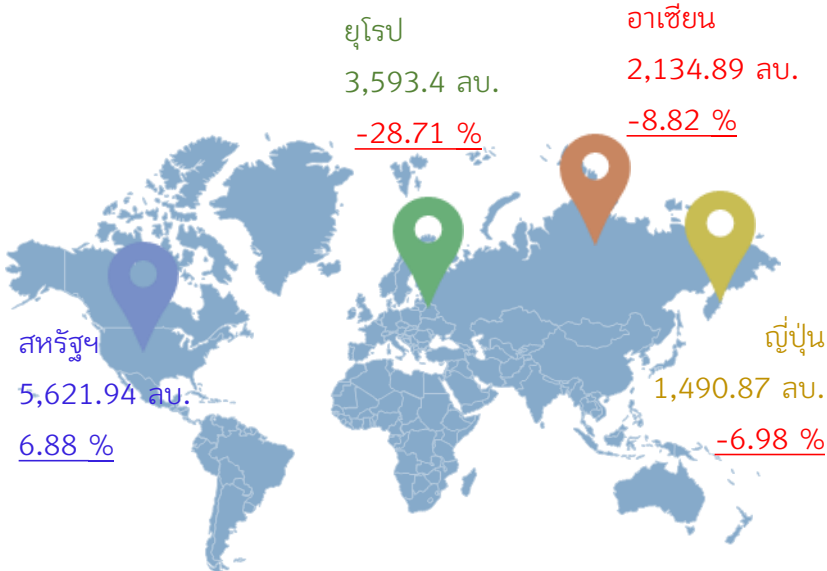 ยุโรป
3,593.4 ลบ.
-28.71 %
อาเซียน
2,134.89 ลบ.
-8.82 %
สหรัฐฯ
5,621.94 ลบ.
6.88 %
ญี่ปุ่น
1,490.87 ลบ.
-6.98 %